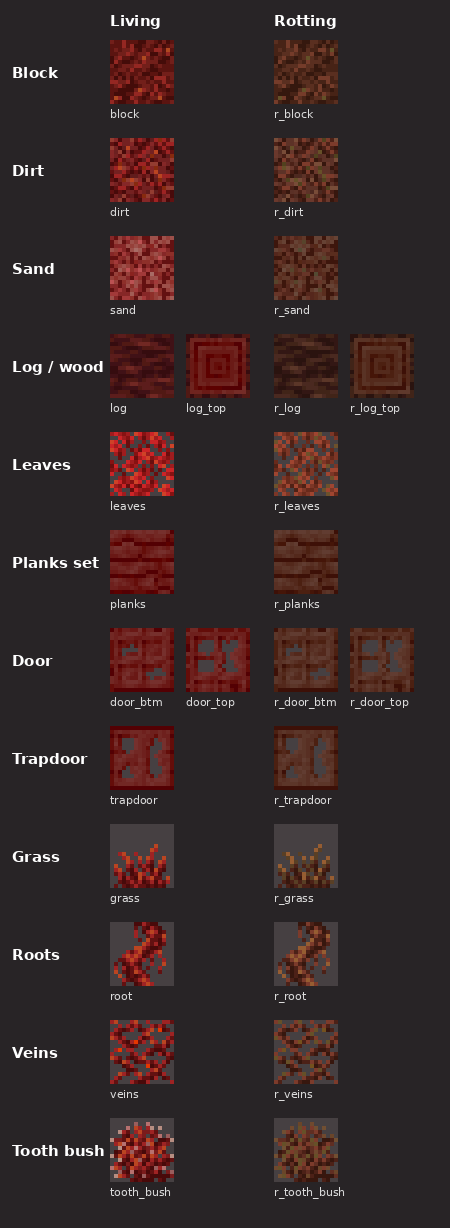 Living Rotting
Block
block r_block
Dirt
dirt r_dirt
Sand
sand r_sand
Log / wood
log log_top r_log r_log_top
Leaves
leaves r_leaves
Planks set
planks r_planks
Door
door_btm door_top r_door_btm r_door_top
Trapdoor
trapdoor r_trapdoor
Grass
grass r_grass
Roots
root r_root
Veins
veins r_veins
Tooth bush
tooth_bush r_tooth_bush